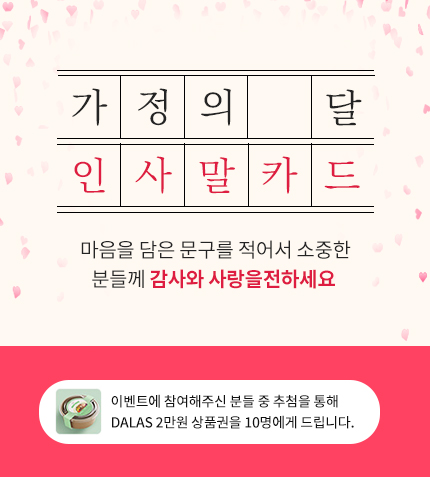 가정의 달
인사말카드
마음을 담은 문구를 적어서 소중한
분들께 감사와 사랑을전하세요
이벤트에 참여해주신 분들 중 추첨을 통해
DALAS 2만원 상품권을 10명에게 드립니다.